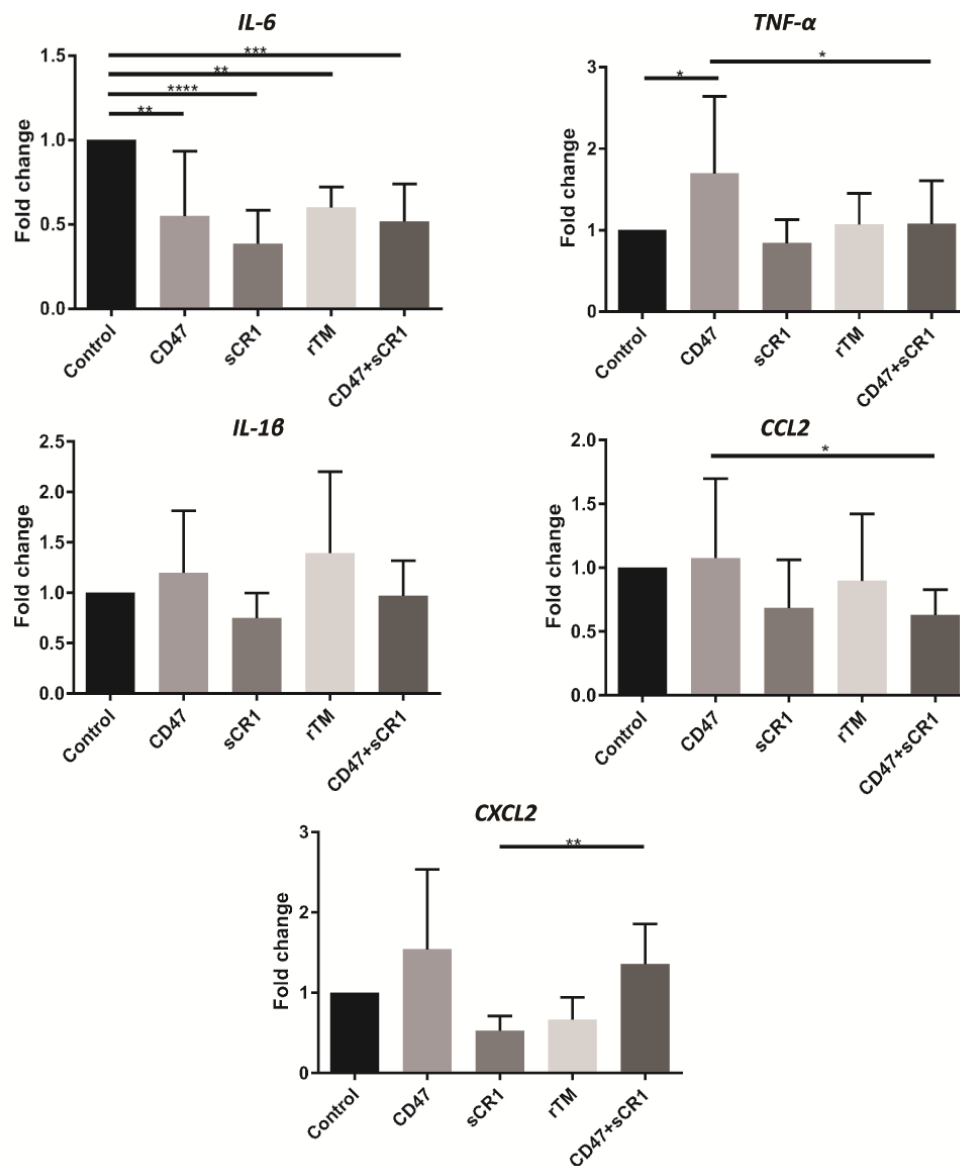 IL-6
Fold change
1.5
1.0
0.5
0.0
***
**
****
**
Control
CD47
sCR1
rTM
CD47+sCR1
TNF-α
Fold change
3
2
1
0
*
*
Control
CD47
sCR1
rTM
CD47+sCR1
IL-1β
Fold change
2.5
2.0
1.5
1.0
0.5
0.0
Control
CD47
sCR1
rTM
CD47+sCR1
CCL2
Fold change
2.0
1.5
1.0
0.5
0.0
*
Control
CD47
sCR1
rTM
CD47+sCR1
CXCL2
Fold change
3
2
1
0
**
Control
CD47
sCR1
rTM
CD47+sCR1